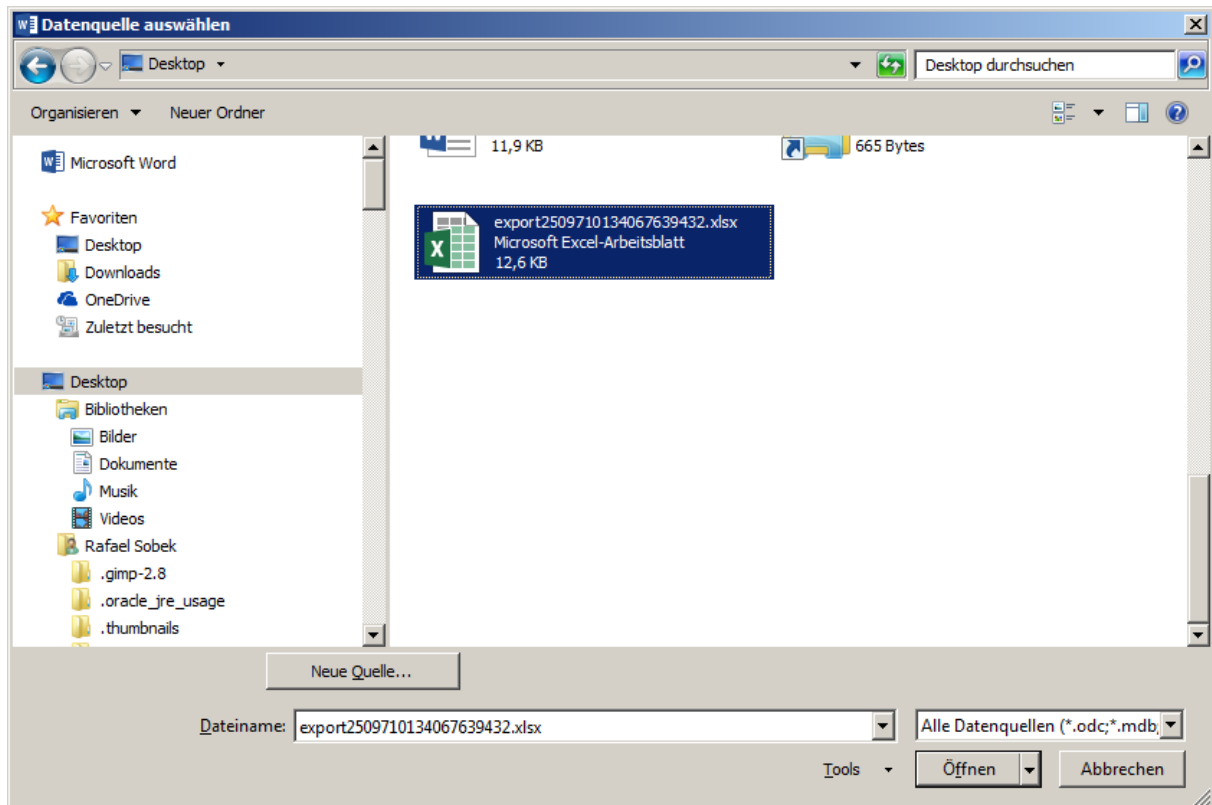 Datenquelle auswählen
Desktop
Desktop durchsuchen
Organisieren Neuer Ordner
Microsoft Word
Favoriten
Desktop
Downloads
OneDrive
Zuletzt besucht
Desktop
Bibliotheken
Bilder
Dokumente
Musik
Videos
Rafael Sobek
.gimp-2.8
.oracle_jre_usage
.thumbnails
11,9 KB
665 Bytes
export2509710134067639432.xlsx
Microsoft Excel-Arbeitsblatt
12,6 KB
Neue Quelle...
Dateiname: export2509710134067639432.xlsx
Alle Datenquellen (*.odc;*.mdb;
Tools Öffnen Abbrechen